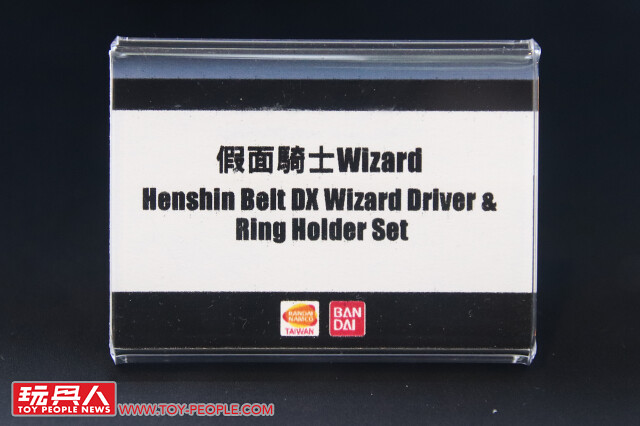 假面騎士Wizard
Henshin Belt DX Wizard Driver &
Ring Holder Set
BANDAI
NAMCO
TAIWAN
BAN
DAI
玩具人
TOY PEOPLE NEWS
WWW.TOY-PEOPLE.COM